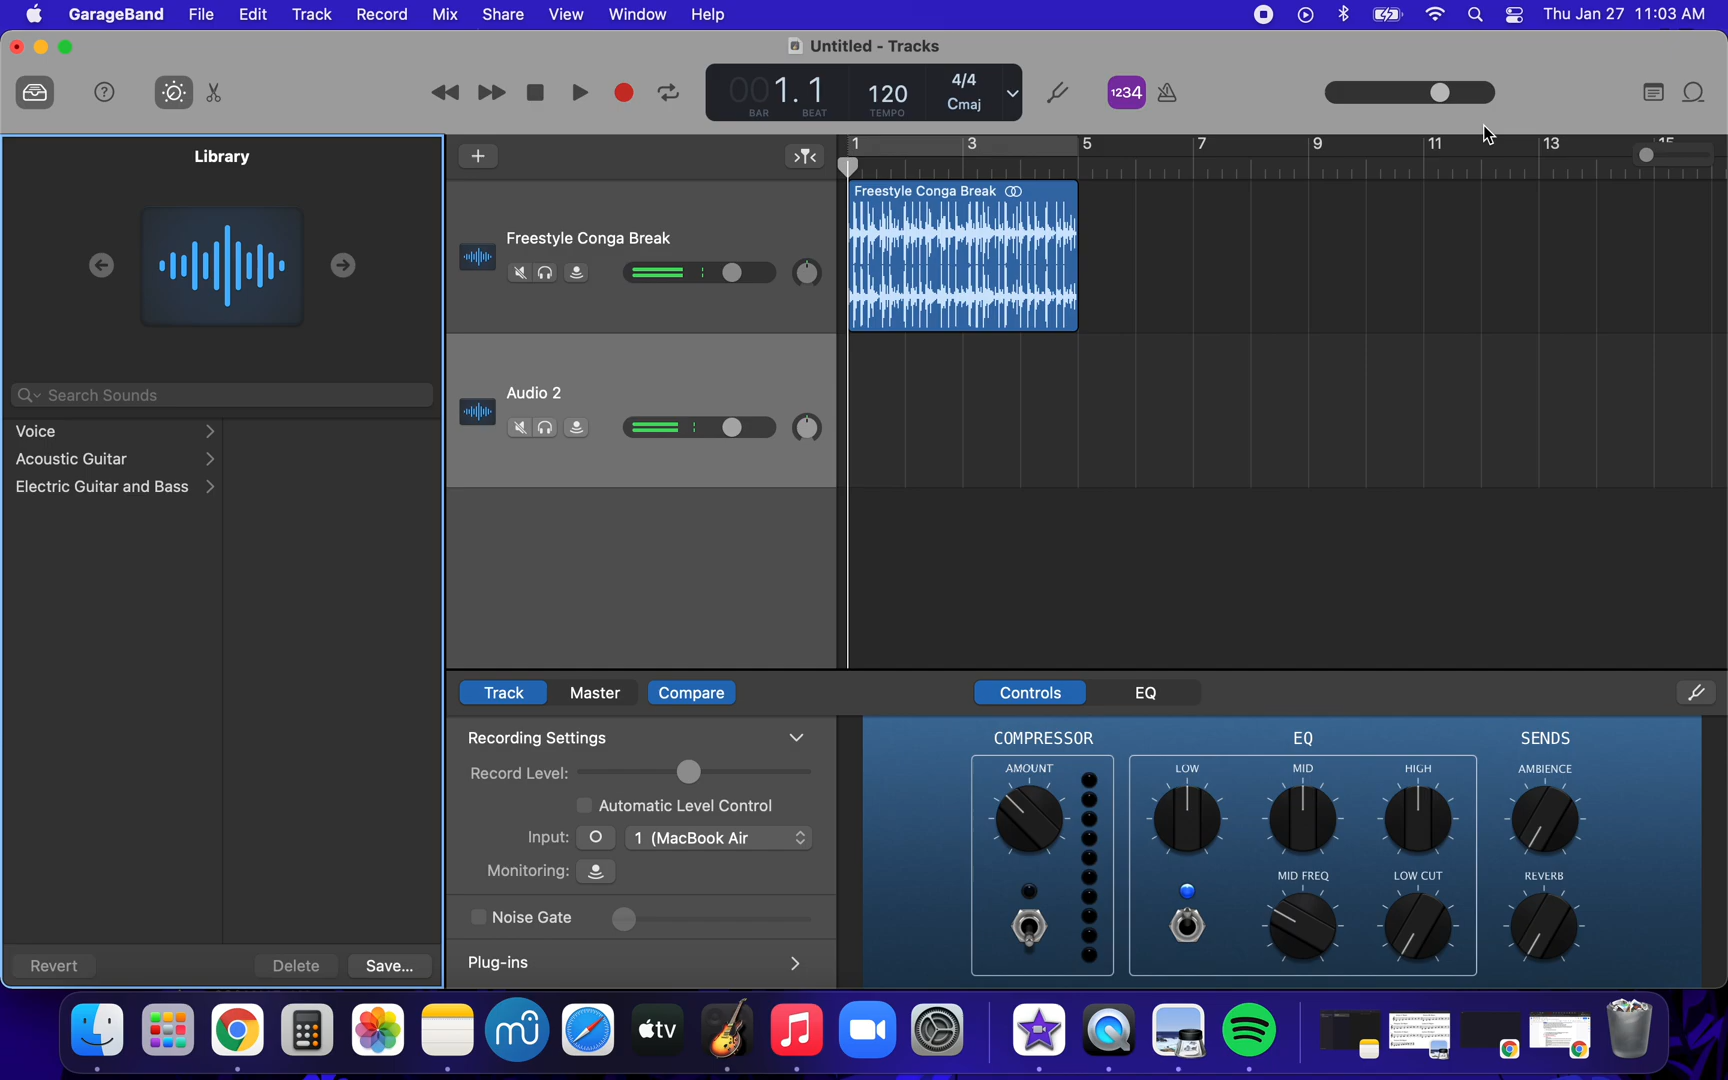 GarageBand File Edit Track Record Mix Share View Window Help Thu Jan 27 11:03 AM
Untitled - Tracks
001.1 120 4/4 Cmaj
BAR BEAT TEMPO
1234
Library
1 3 5 7 9 11 13 15
Freestyle Conga Break
Freestyle Conga Break
Search Sounds
Audio 2
Voice
Acoustic Guitar
Electric Guitar and Bass
Track Master Compare Controls EQ
Recording Settings
COMPRESSOR EQ SENDS
Record Level:
AMOUNT LOW MID HIGH AMBIENCE
Automatic Level Control
Input: 1 (MacBook Air
Monitoring:
MID FREQ LOW CUT REVERB
Noise Gate
Plug-ins
Revert Delete Save...
tv